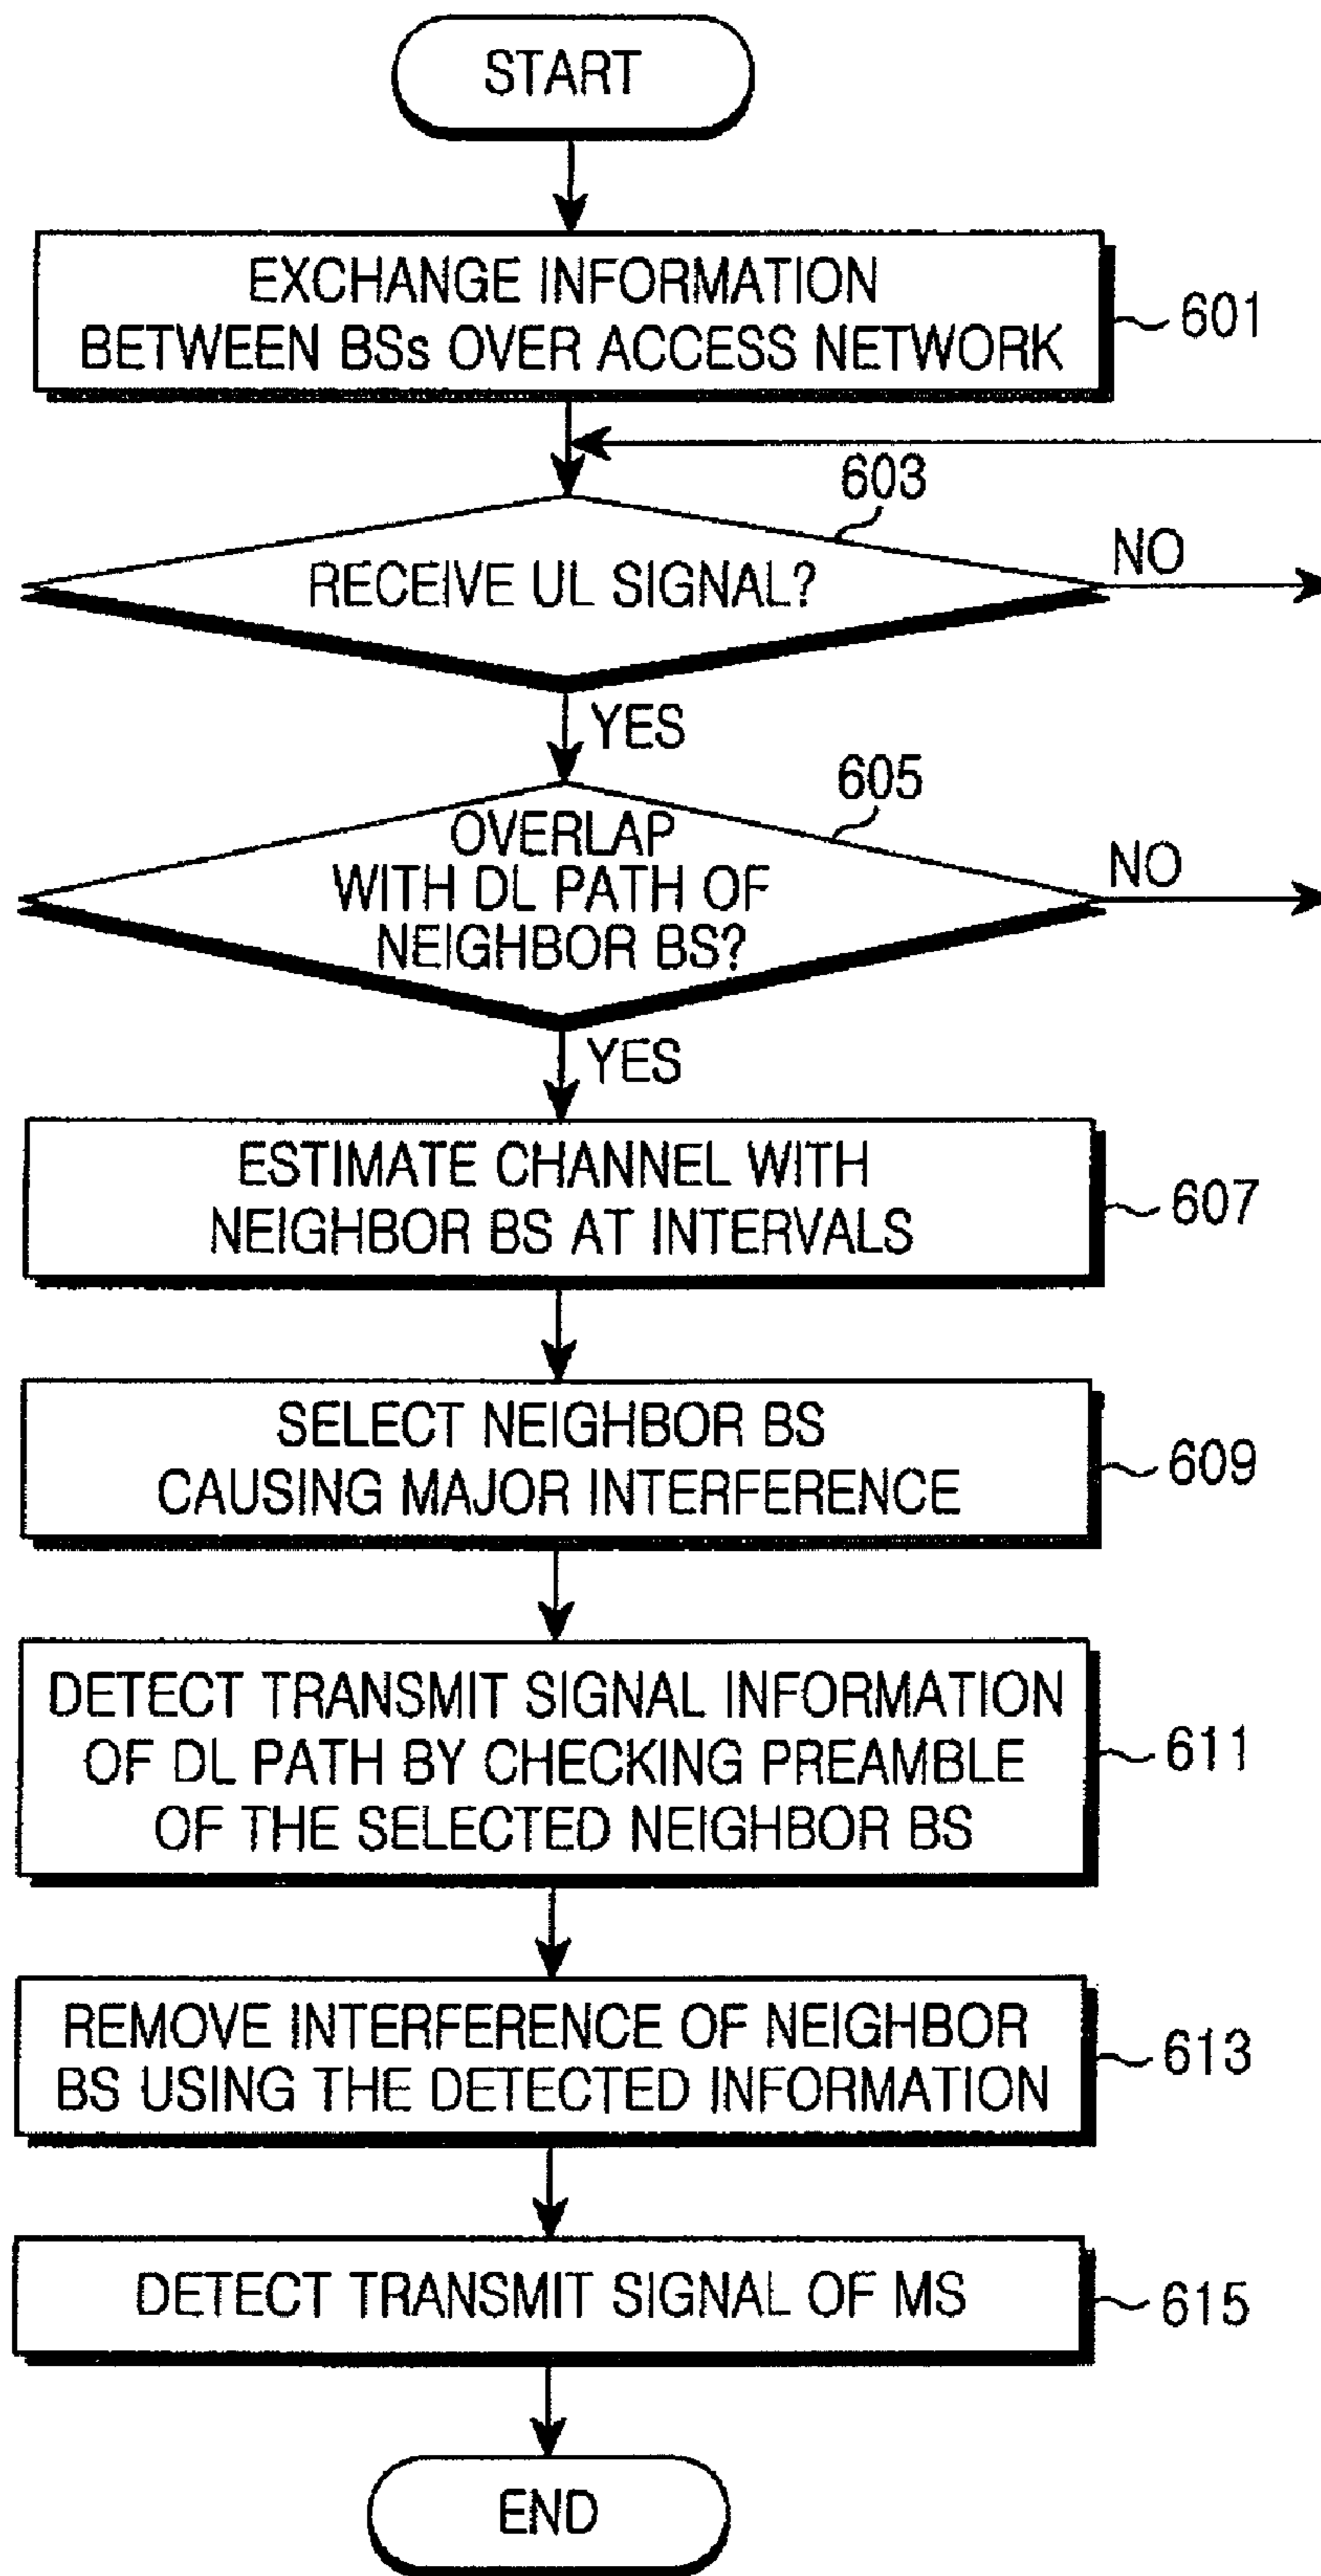 START
EXCHANGE INFORMATION
BETWEEN BSs OVER ACCESS NETWORK
601
603
RECEIVE UL SIGNAL?
NO
YES
605
OVERLAP
WITH DL PATH OF
NEIGHBOR BS?
NO
YES
ESTIMATE CHANNEL WITH
NEIGHBOR BS AT INTERVALS
607
SELECT NEIGHBOR BS
CAUSING MAJOR INTERFERENCE
609
DETECT TRANSMIT SIGNAL INFORMATION
OF DL PATH BY CHECKING PREAMBLE
OF THE SELECTED NEIGHBOR BS
611
REMOVE INTERFERENCE OF NEIGHBOR
BS USING THE DETECTED INFORMATION
613
DETECT TRANSMIT SIGNAL OF MS
615
END